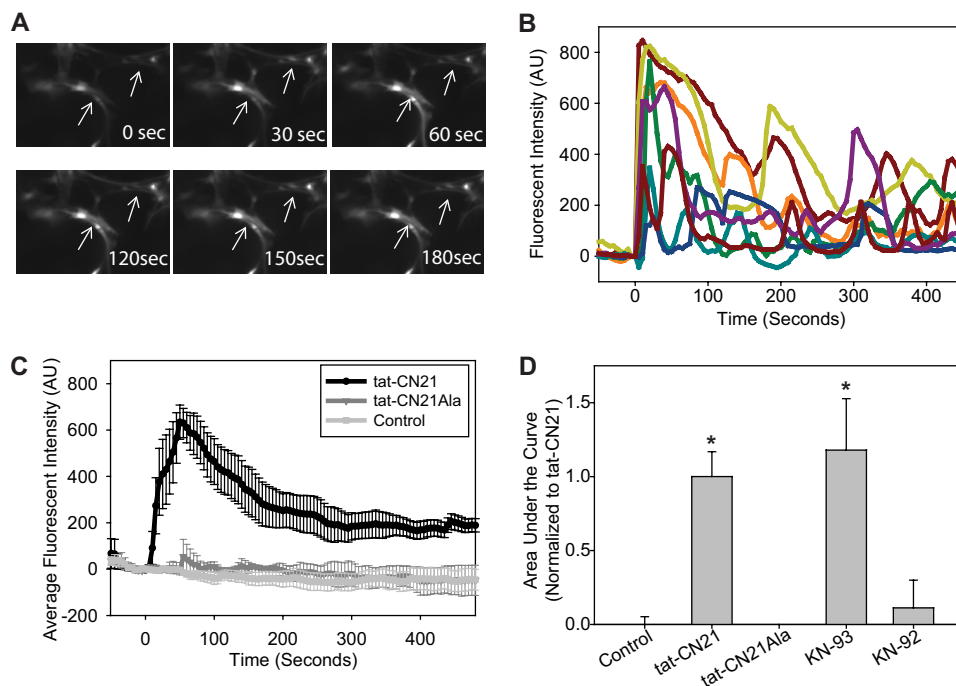 A
0 sec
30 sec
60 sec
120sec
150sec
180sec
B
Fluorescent Intensity (AU)
800
600
400
200
0
0
100
200
300
400
Time (Seconds)
C
Average Fluorescent Intensity (AU)
800
600
400
200
0
-200
tat-CN21
tat-CN21Ala
Control
0
100
200
300
400
Time (Seconds)
D
Area Under the Curve
(Normalized to tat-CN21)
1.5
1.0
0.5
0.0
*
*
Control
tat-CN21
tat-CN21Ala
KN-93
KN-92